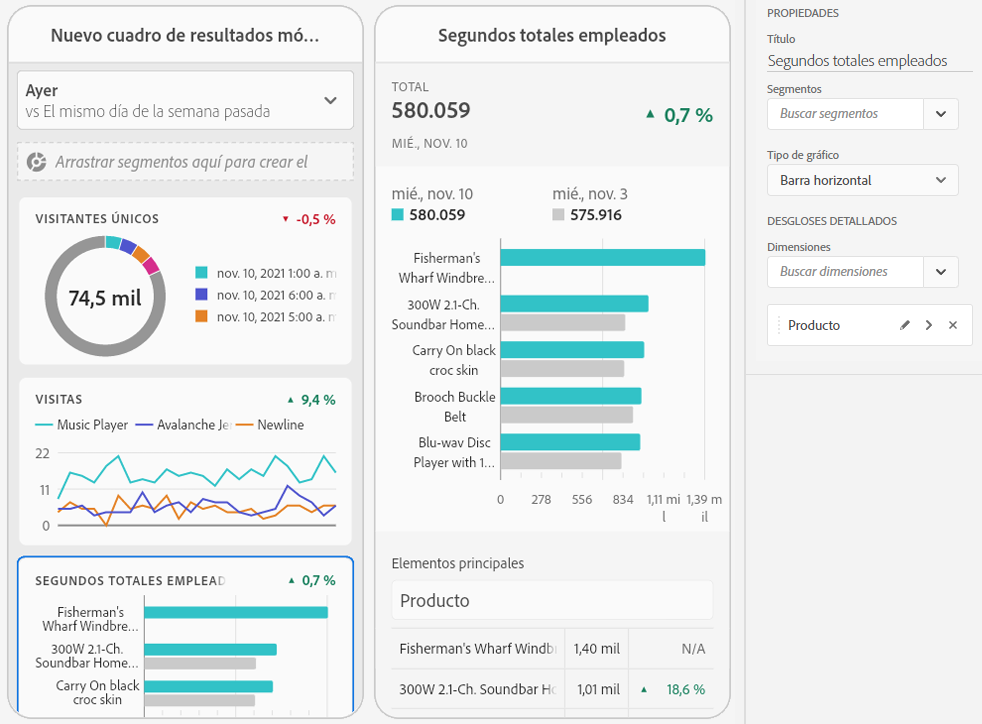 Nuevo cuadro de resultados mó…
Ayer
vs El mismo día de la semana pasada
Arrastrar segmentos aquí para crear el
VISITANTES ÚNICOS
-0,5 %
74,5 mil
nov. 10, 2021 1:00 a. m
nov. 10, 2021 6:00 a. m
nov. 10, 2021 5:00 a. m
VISITAS
9,4 %
Music Player
Avalanche Je
Newline
22
11
0
SEGUNDOS TOTALES EMPLEAD
0,7 %
Fisherman's
Wharf Windbre...
300W 2.1-Ch.
Soundbar Home...
Carry On black
croc skin
Segundos totales empleados
TOTAL
580.059
0,7 %
MIÉ., NOV. 10
mié., nov. 10
580.059
mié., nov. 3
575.916
Fisherman's
Wharf Windbre...
300W 2.1-Ch.
Soundbar Home...
Carry On black
croc skin
Brooch Buckle
Belt
Blu-wav Disc
Player with 1...
0 278 556 834 1,11 mi 1,39 m
l il
Elementos principales
Producto
Fisherman's Wharf Windb 1,40 mil N/A
300W 2.1-Ch. Soundbar Ho 1,01 mil 18,6 %
PROPIEDADES
Título
Segundos totales empleados
Segmentos
Buscar segmentos
Tipo de gráfico
Barra horizontal
DESGLOSES DETALLADOS
Dimensiones
Buscar dimensiones
Producto